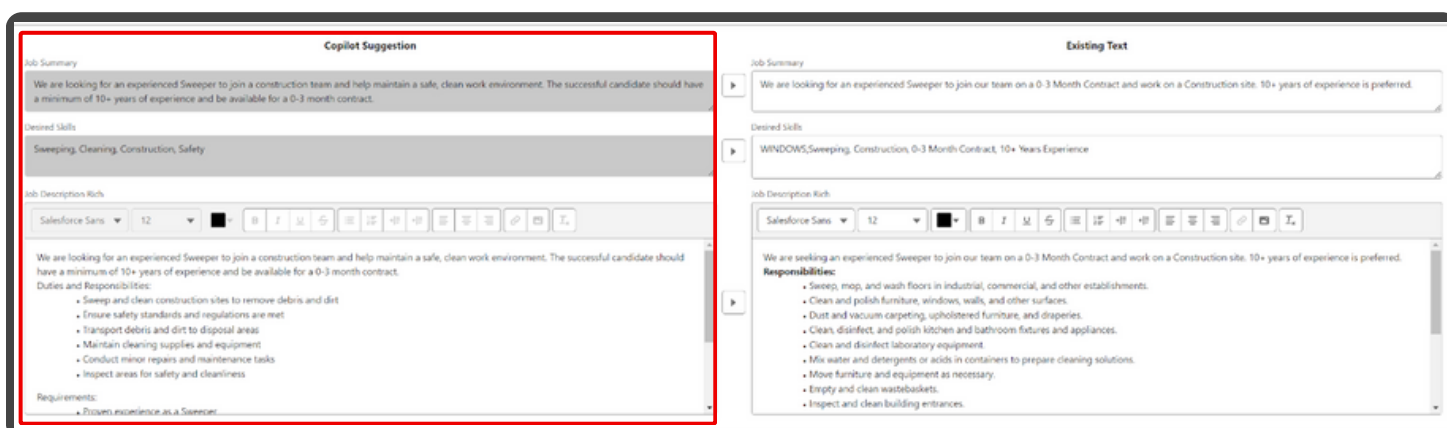 Copilot Suggestion
Job Summary
We are looking for an experienced Sweeper to join a construction team and help maintain a safe, clean work environment. The successful candidate should have
a minimum of 10+ years of experience and be available for a 0-3 month contract.
Desired Skills
Sweeping, Cleaning, Construction, Safety
Job Description Rich
Salesforce Sans 12 B I U S
We are looking for an experienced Sweeper to join a construction team and help maintain a safe, clean work environment. The successful candidate should
have a minimum of 10+ years of experience and be available for a 0-3 month contract.
Duties and Responsibilities:
• Sweep and clean construction sites to remove debris and dirt
• Ensure safety standards and regulations are met
• Transport debris and dirt to disposal areas
• Maintain cleaning supplies and equipment
• Conduct minor repairs and maintenance tasks
• Inspect areas for safety and cleanliness
Requirements:
• Proven experience as a Sweeper
Existing Text
Job Summary
We are looking for an experienced Sweeper to join our team on a 0-3 Month Contract and work on a Construction site. 10+ years of experience is preferred.
Desired Skills
WINDOWS,Sweeping, Construction, 0-3 Month Contract, 10+ Years Experience
Job Description Rich
Salesforce Sans 12 B I U S
We are seeking an experienced Sweeper to join our team on a 0-3 Month Contract and work on a Construction site. 10+ years of experience is preferred.
Responsibilities:
• Sweep, mop, and wash floors in industrial, commercial, and other establishments.
• Clean and polish furniture, windows, walls, and other surfaces.
• Dust and vacuum carpeting, upholstered furniture, and draperies.
• Clean, disinfect, and polish kitchen and bathroom fixtures and appliances.
• Clean and disinfect laboratory equipment.
• Mix water and detergents or acids in containers to prepare cleaning solutions.
• Move furniture and equipment as necessary.
• Empty and clean wastebaskets.
• Inspect and clean building entrances.